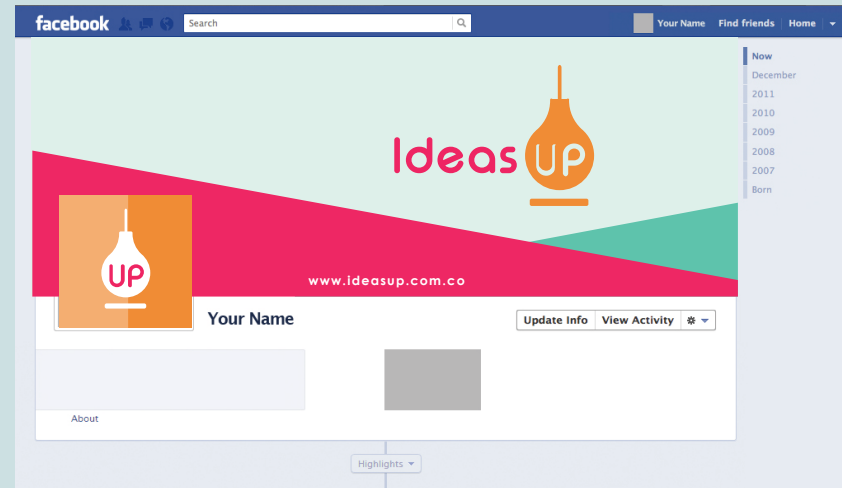 facebook
Search
Your Name Find friends Home
Now
December
2011
2010
2009
2008
2007
Born
Ideas UP
UP
www.ideasup.com.co
Your Name
Update Info View Activity
About
Highlights